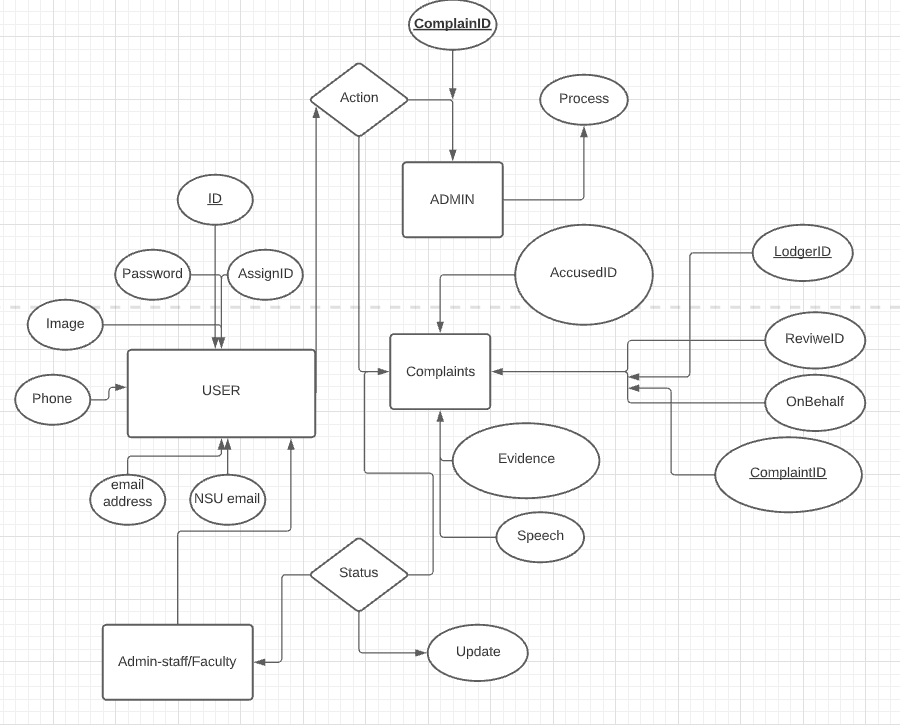 ComplainID
Action
Process
ADMIN
ID
Password
AssignID
AccusedID
LodgerID
Image
ReviweID
USER
Complaints
Phone
OnBehalf
Evidence
ComplaintID
email
address
NSU email
Speech
Status
Update
Admin-staff/Faculty